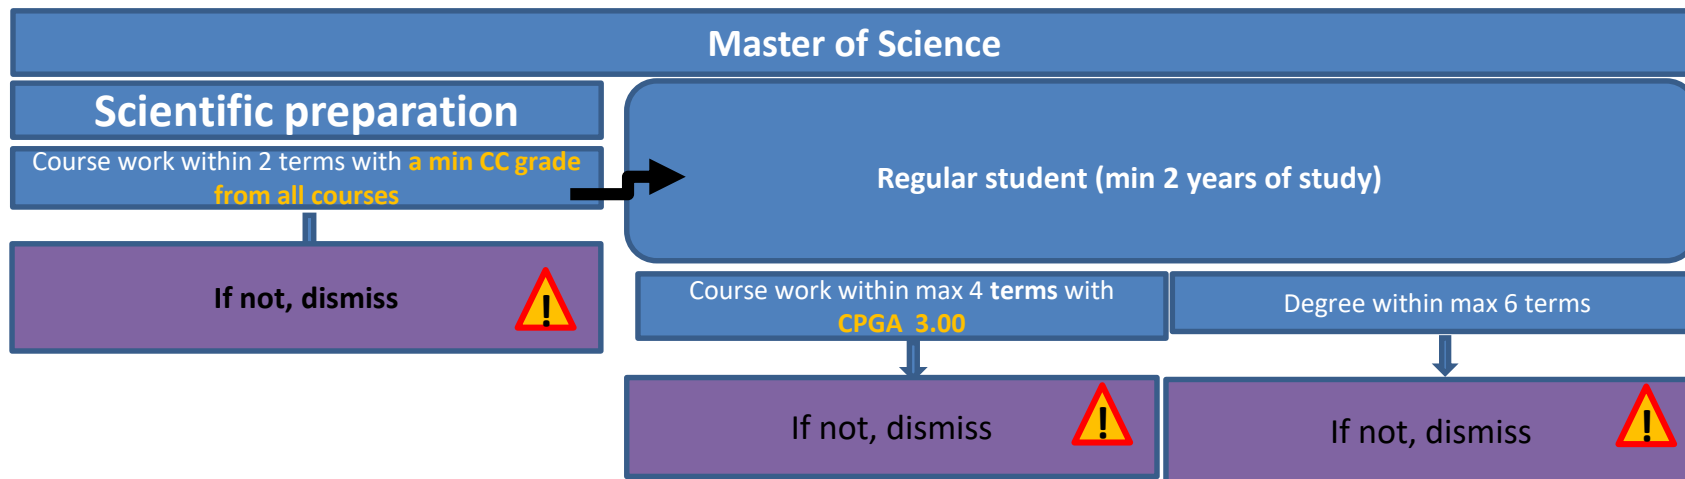 Master of Science
Scientific preparation
Course work within 2 terms with a min CC grade
from all courses
If not, dismiss
!
Regular student (min 2 years of study)
Course work within max 4 terms with
CPGA 3.00
Degree within max 6 terms
If not, dismiss
!
If not, dismiss
!